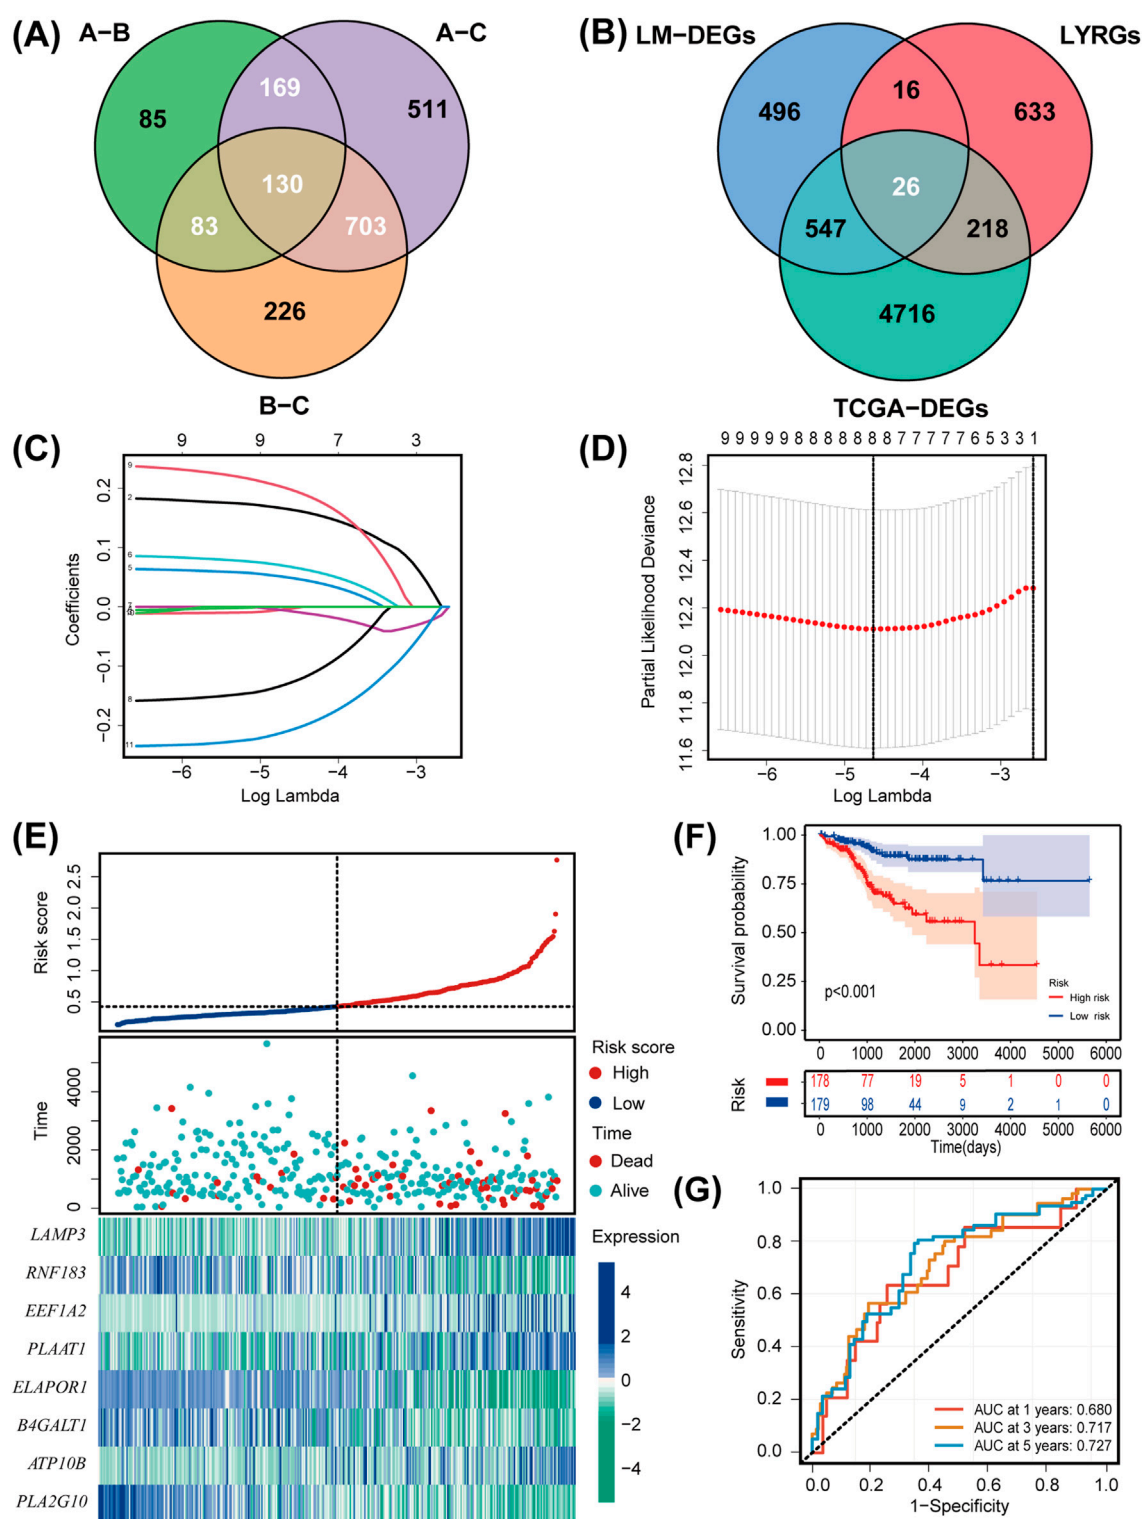 (A)
A−B
A−C
85
169
511
130
83
703
226
B−C
(B)
LM−DEGs
LYRGs
496
16
633
26
547
218
4716
TCGA−DEGs
(C)
9 9 7 3
0.2
0.1
0.0
−0.1
−0.2
Coefficients
9
2
6
5
8
11
−6 −5 −4 −3
Log Lambda
(D)
9 9 9 9 9 8 8 8 8 8 8 8 7 7 7 7 7 6 5 3 3 1
12.8
12.6
12.4
12.2
12.0
11.8
11.6
Partial Likelihood Deviance
−6 −5 −4 −3
Log Lambda
(E)
Risk score
2.5
2.0
1.5
1.0
0.5
Time
4000
2000
0
Risk score
High
Low
Time
Dead
Alive
Expression
4
2
0
−2
−4
LAMP3
RNF183
EEF1A2
PLAAT1
ELAPOR1
B4GALT1
ATP10B
PLA2G10
(F)
Survival probability
1.00
0.75
0.50
0.25
0.00
p<0.001
Risk
High risk
Low risk
0 1000 2000 3000 4000 5000 6000
Risk
178 77 19 5 1 0 0
179 98 44 9 2 1 0
0 1000 2000 3000 4000 5000 6000
Time(days)
(G)
Sensitivity
1.0
0.8
0.6
0.4
0.2
0.0
AUC at 1 years: 0.680
AUC at 3 years: 0.717
AUC at 5 years: 0.727
0.0 0.2 0.4 0.6 0.8 1.0
1−Specificity